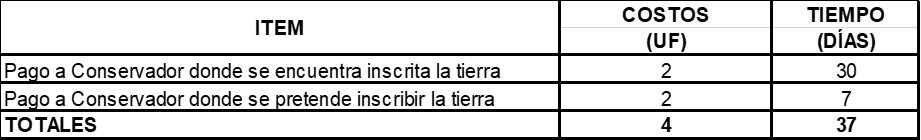 ITEM COSTOS (UF) TIEMPO (DÍAS)
Pago a Conservador donde se encuentra inscrita la tierra 2 30
Pago a Conservador donde se pretende inscribir la tierra 2 7
TOTALES 4 37